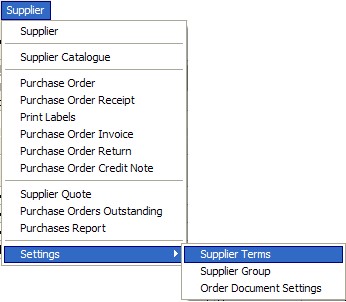 Supplier
Supplier
Supplier Catalogue
Purchase Order
Purchase Order Receipt
Print Labels
Purchase Order Invoice
Purchase Order Return
Purchase Order Credit Note
Supplier Quote
Purchase Orders Outstanding
Purchases Report
Settings
Supplier Terms
Supplier Group
Order Document Settings